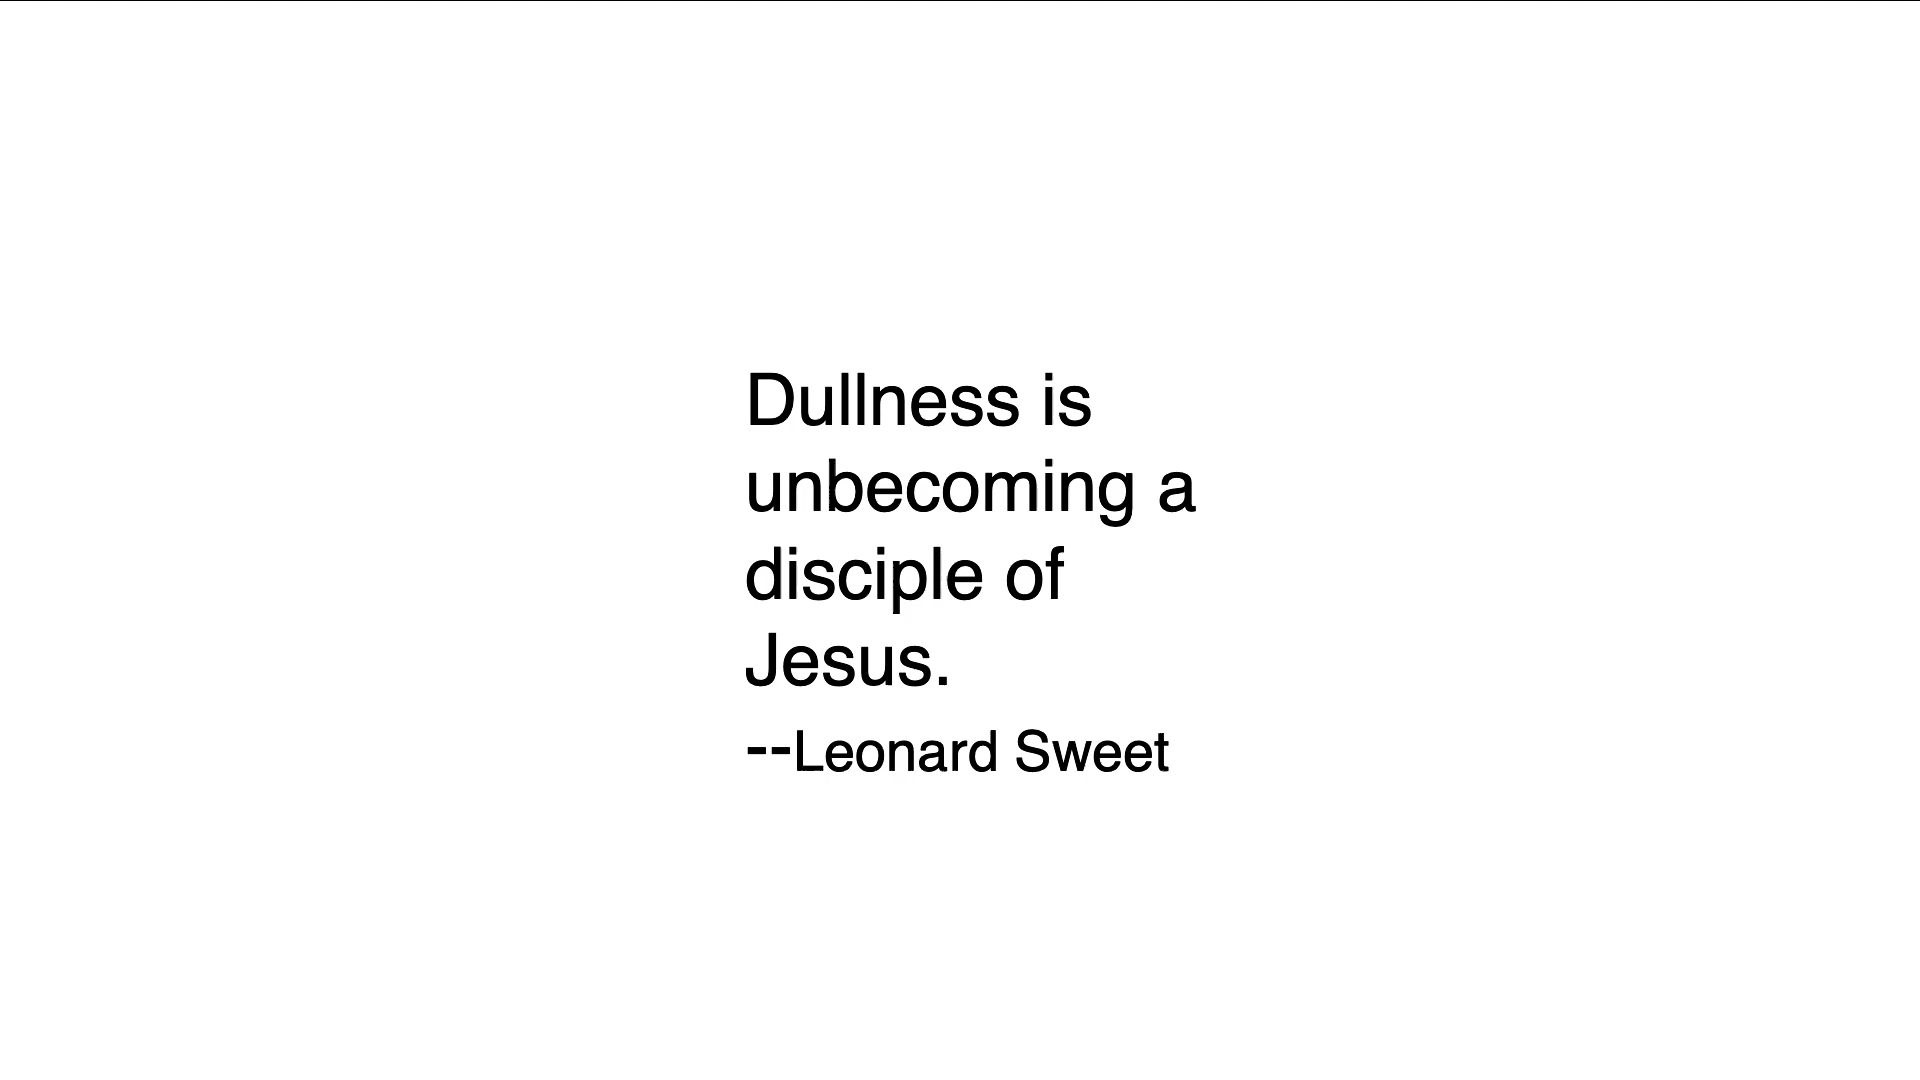 Dullness is
unbecoming a
disciple of
Jesus.
--Leonard Sweet